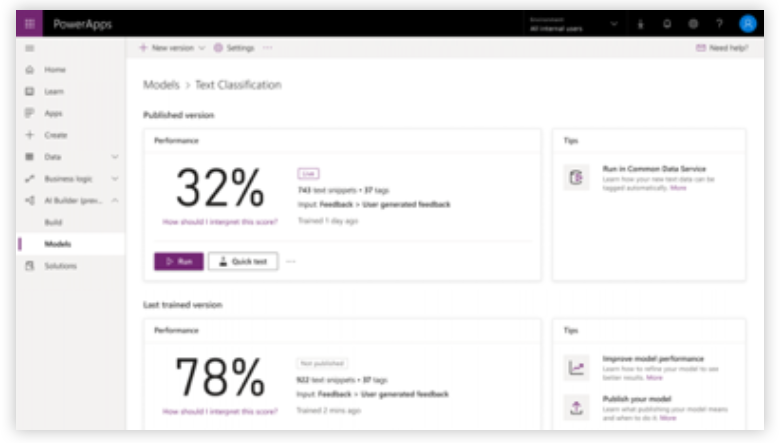 PowerApps
Environment
All internal users
?
New version
Settings
Need help?
Home
Learn
Apps
Create
Data
Business logic
AI Builder (prev...
Build
Models
Solutions
Models > Text Classification
Published version
Performance
32%
How should I interpret this score?
Live
743 text snippets • 37 tags
Input: Feedback > User generated feedback
Trained 1 day ago
Run
Quick test
Tips
Run in Common Data Service
Learn how your new text data can be
tagged automatically. More
Last trained version
Performance
78%
How should I interpret this score?
Not published
922 text snippets • 37 tags
Input: Feedback > User generated feedback
Trained 2 mins ago
Tips
Improve model performance
Learn how to refine your model to see
better results. More
Publish your model
Learn what publishing your model means
and when to do it. More